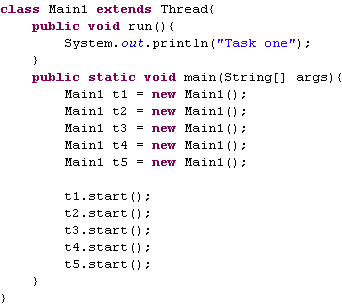 class Main1 extends Thread{
    public void run(){
        System.out.println("Task one");
    }
    public static void main(String[] args){
        Main1 t1 = new Main1();
        Main1 t2 = new Main1();
        Main1 t3 = new Main1();
        Main1 t4 = new Main1();
        Main1 t5 = new Main1();

        t1.start();
        t2.start();
        t3.start();
        t4.start();
        t5.start();
    }
}